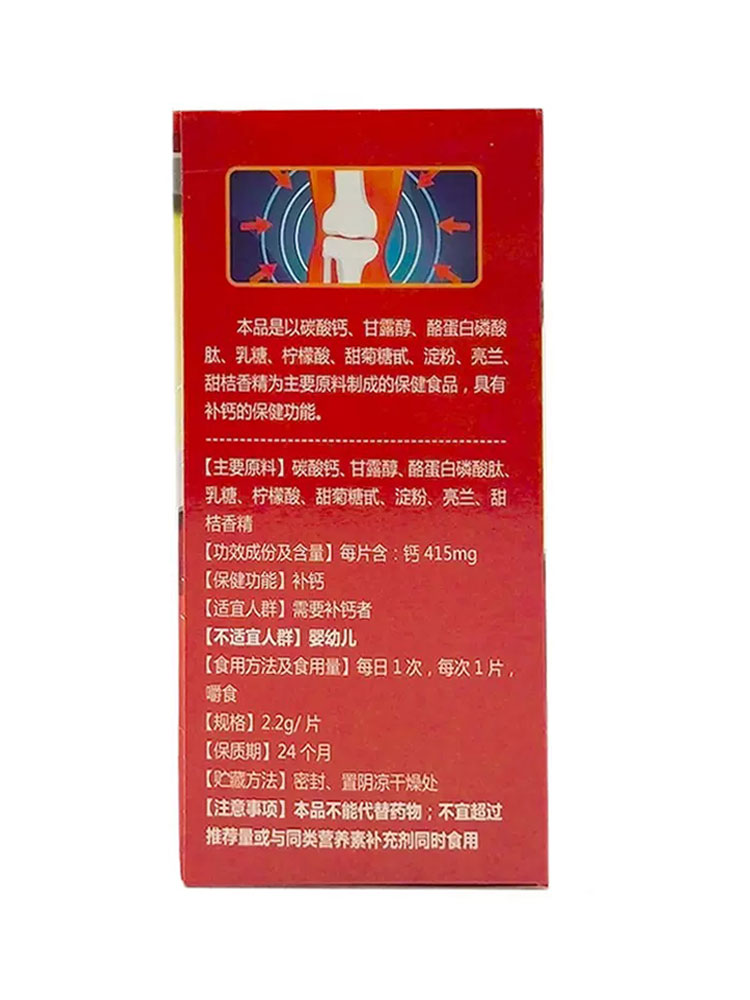 本品是以碳酸钙、甘露醇、酪蛋白磷酸
肽、乳糖、柠檬酸、甜菊糖甙、淀粉、亮兰、
甜桔香精为主要原料制成的保健食品，具有
补钙的保健功能。
【主要原料】碳酸钙、甘露醇、酪蛋白磷酸肽、
乳糖、柠檬酸、甜菊糖甙、淀粉、亮兰、甜
桔香精
【功效成份及含量】每片含：钙 415mg
【保健功能】补钙
【适宜人群】需要补钙者
【不适宜人群】婴幼儿
【食用方法及食用量】每日 1 次，每次 1 片，
嚼食
【规格】2.2g/ 片
【保质期】24 个月
【贮藏方法】密封、置阴凉干燥处
【注意事项】本品不能代替药物；不宜超过
推荐量或与同类营养素补充剂同时食用